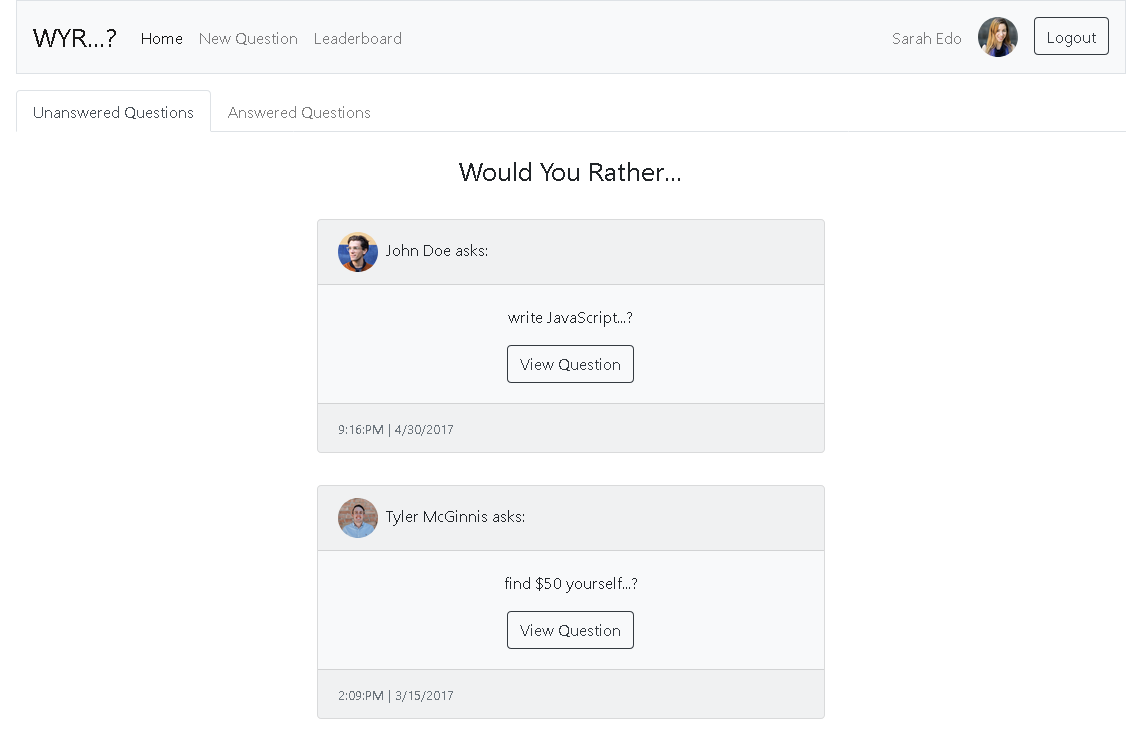 WYR...? Home New Question Leaderboard Sarah Edo Logout
Unanswered Questions Answered Questions
Would You Rather...
John Doe asks:
write JavaScript...?
View Question
9:16:PM | 4/30/2017
Tyler McGinnis asks:
find $50 yourself...?
View Question
2:09:PM | 3/15/2017